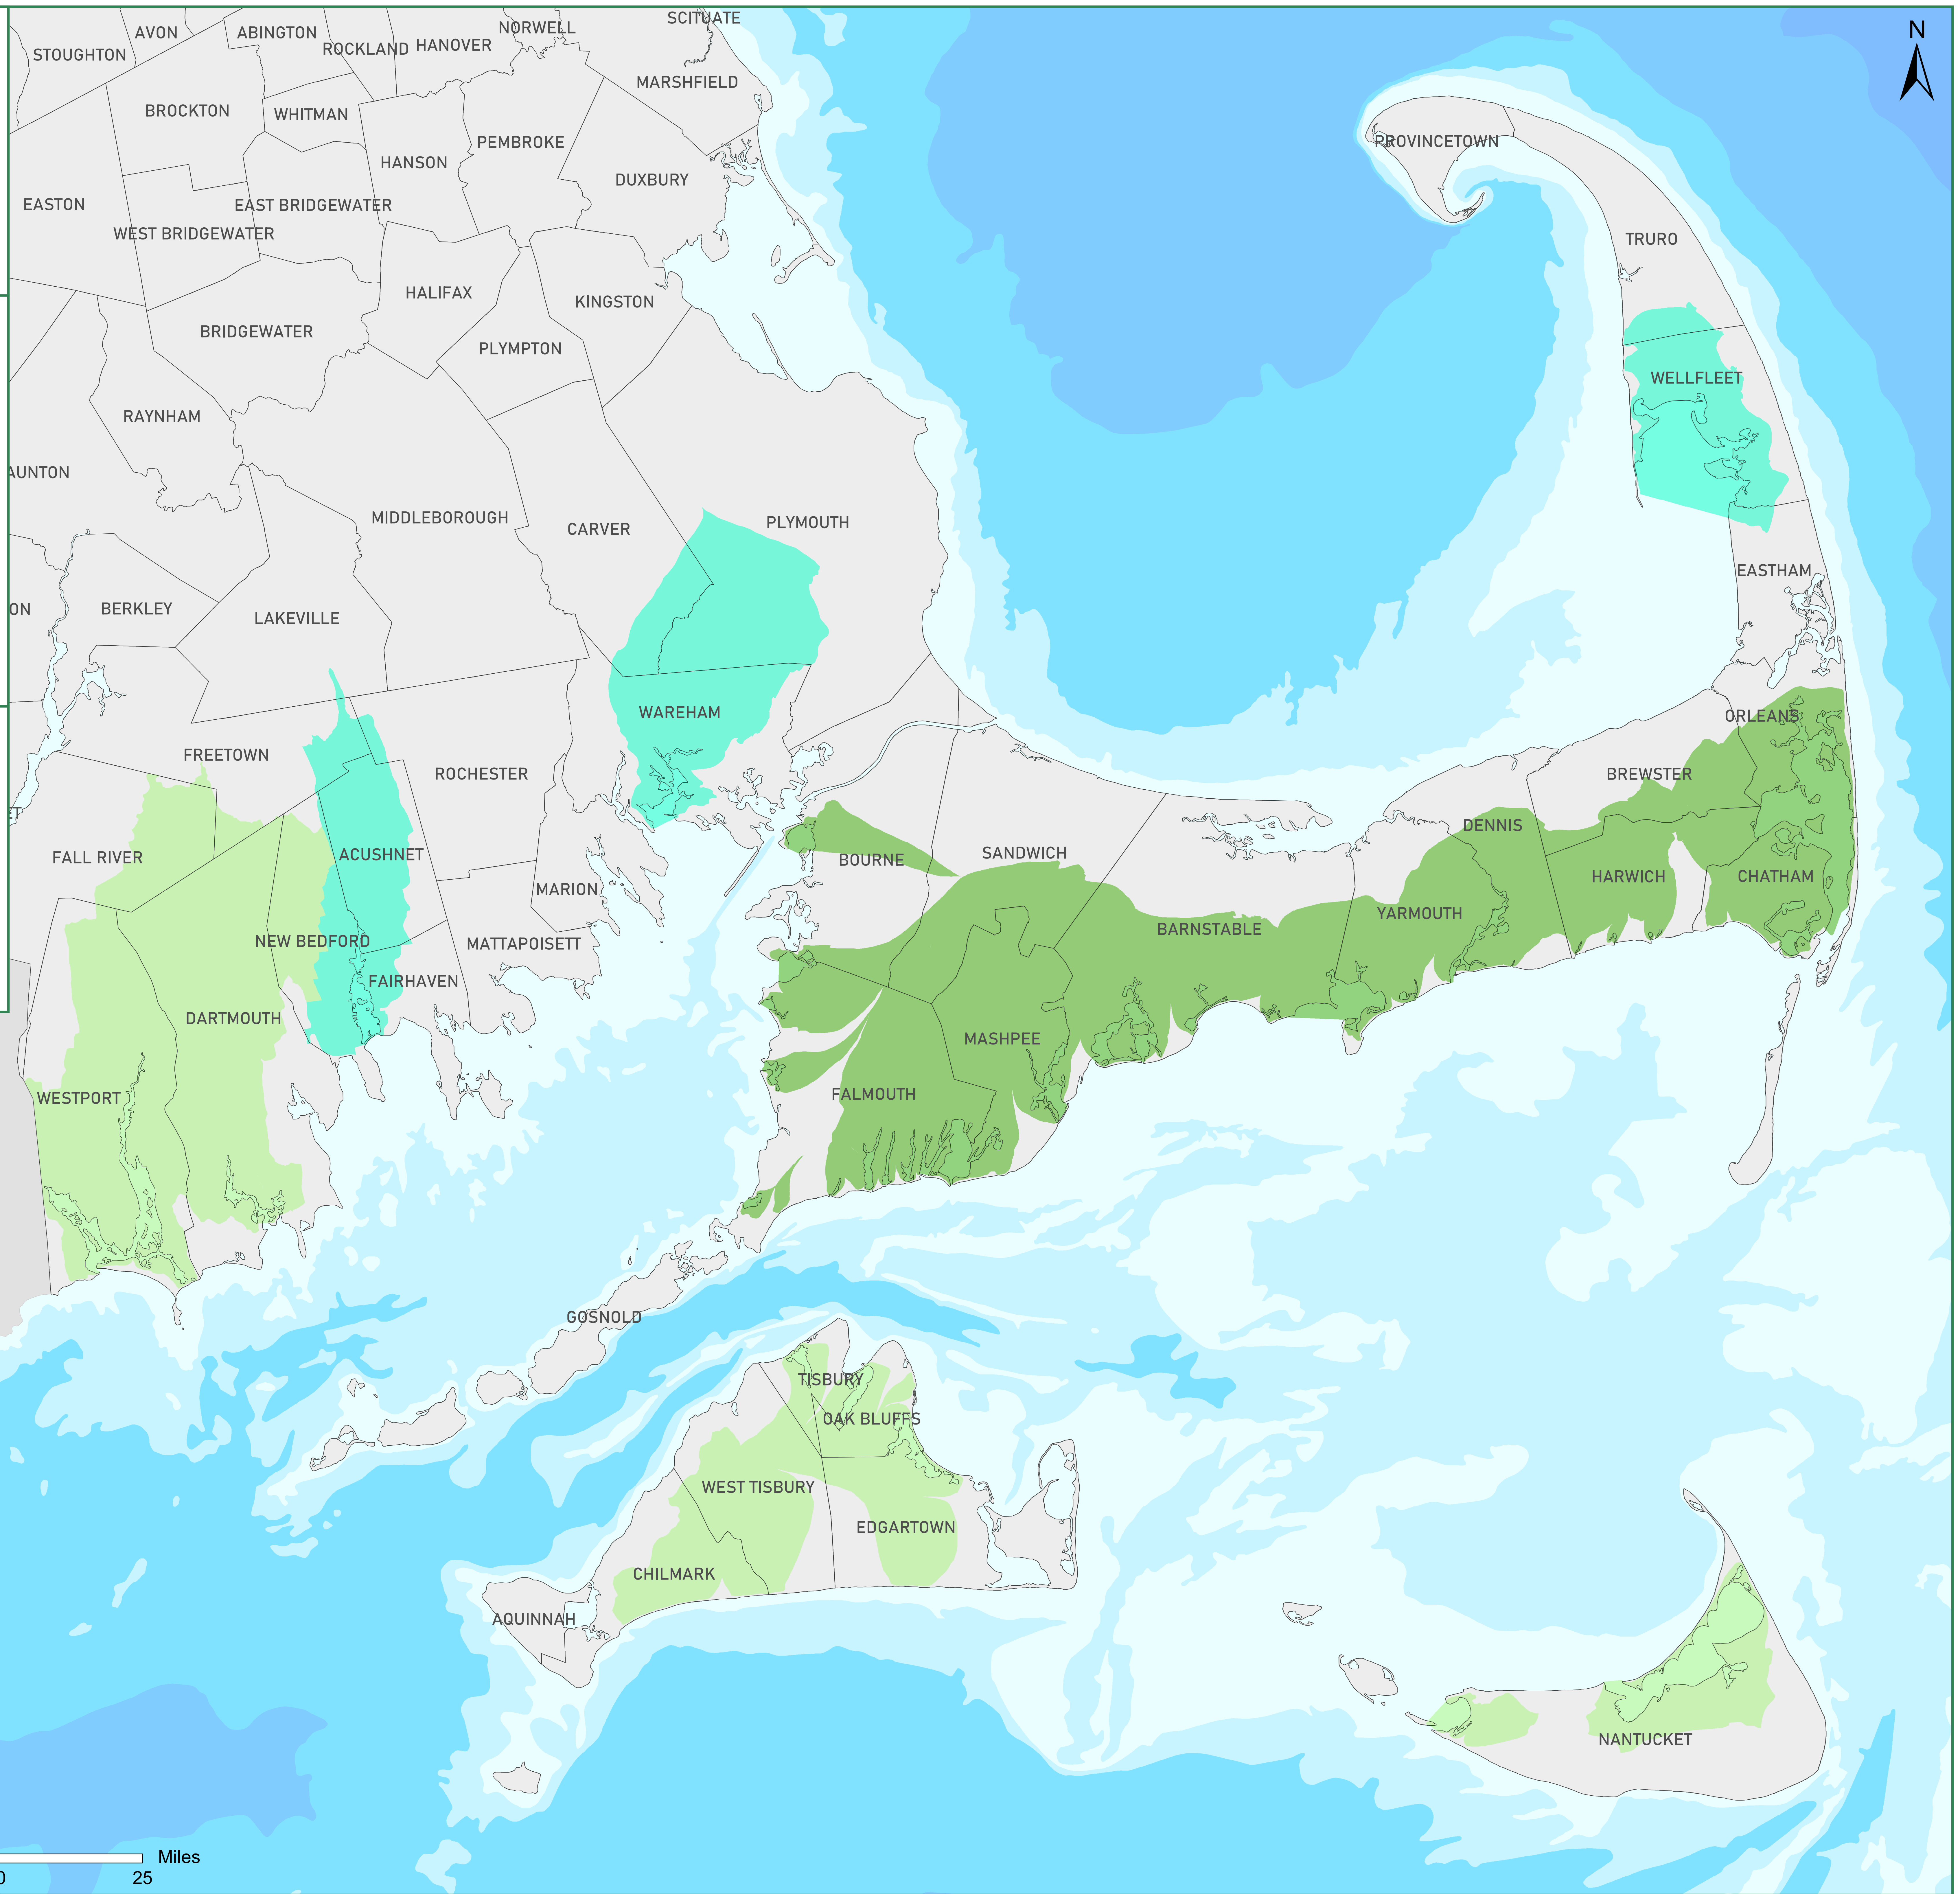 N
SCITUATE
NORWELL
AVON
ABINGTON
ROCKLAND
HANOVER
STOUGHTON
MARSHFIELD
BROCKTON
WHITMAN
PEMBROKE
PROVINCETOWN
HANSON
DUXBURY
EASTON
EAST BRIDGEWATER
WEST BRIDGEWATER
TRURO
HALIFAX
KINGSTON
BRIDGEWATER
PLYMPTON
WELLFLEET
RAYNHAM
AUNTON
MIDDLEBOROUGH
PLYMOUTH
CARVER
EASTHAM
ON
BERKLEY
LAKEVILLE
WAREHAM
ORLEANS
FREETOWN
ROCHESTER
BREWSTER
ET
DENNIS
FALL RIVER
ACUSHNET
BOURNE
SANDWICH
MARION
HARWICH
CHATHAM
YARMOUTH
BARNSTABLE
NEW BEDFORD
MATTAPOISETT
FAIRHAVEN
DARTMOUTH
MASHPEE
WESTPORT
FALMOUTH
GOSNOLD
TISBURY
OAK BLUFFS
WEST TISBURY
EDGARTOWN
CHILMARK
AQUINNAH
NANTUCKET
Miles
0 25